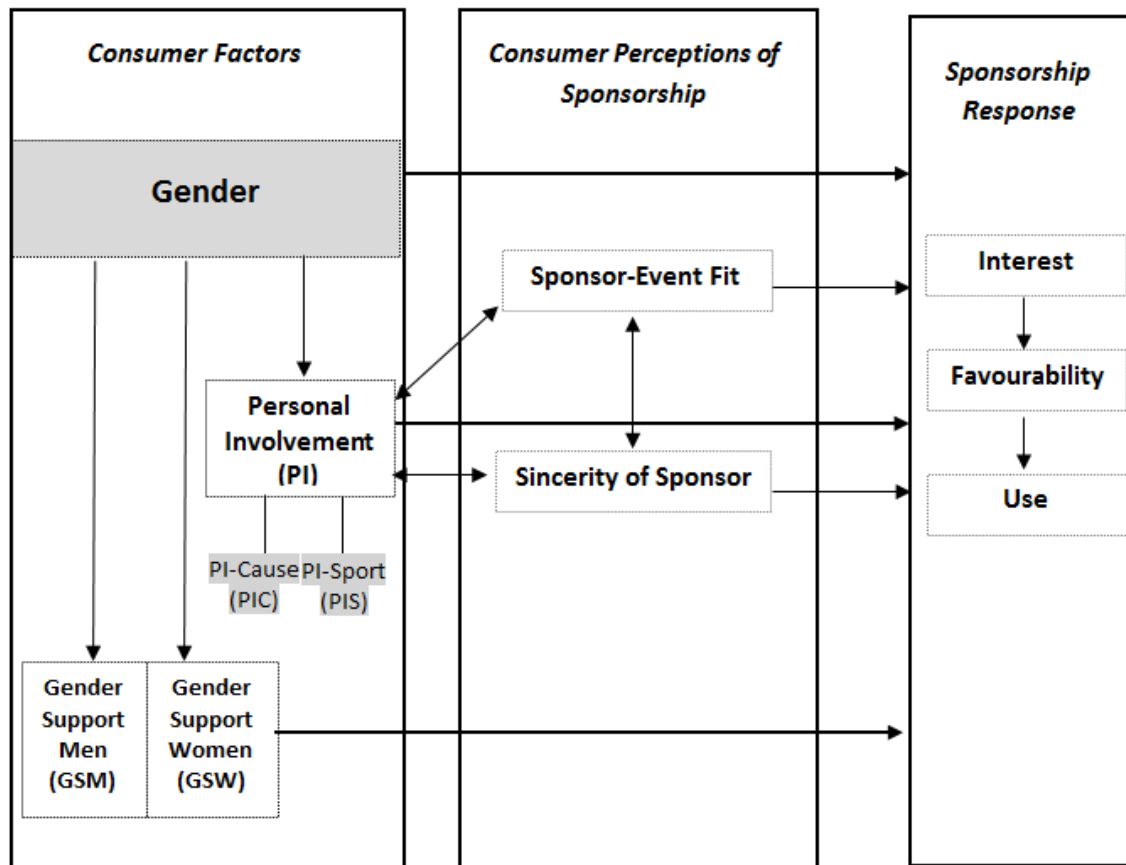 Consumer Factors
Consumer Perceptions of
Sponsorship
Sponsorship
Response
Gender
Sponsor-Event Fit
Interest
Favourability
Personal
Involvement
(PI)
Sincerity of Sponsor
Use
PI-Cause
(PIC)
PI-Sport
(PIS)
Gender
Support
Men
(GSM)
Gender
Support
Women
(GSW)